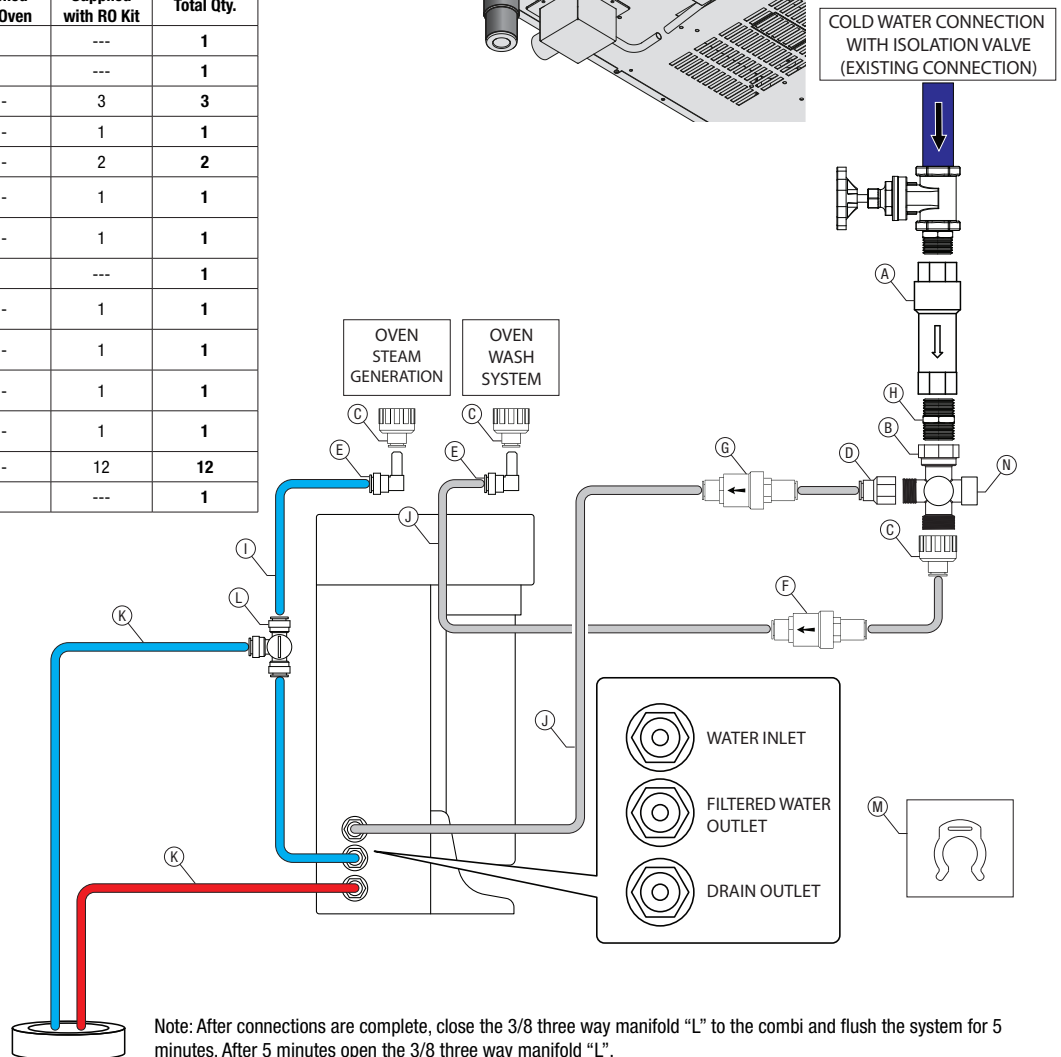 Oven
Supplied
with RO Kit
Total Qty.
--- 1
--- 1
- 3 3
- 1 1
- 2 2
- 1 1
- 1 1
--- 1
- 1 1
- 1 1
- 1 1
- 1 1
- 12 12
--- 1
COLD WATER CONNECTION
WITH ISOLATION VALVE
(EXISTING CONNECTION)
A
OVEN
STEAM
GENERATION
OVEN
WASH
SYSTEM
H
C
C
B
E
E
G
D
N
J
C
I
F
L
K
J
WATER INLET
FILTERED WATER
OUTLET
M
K
DRAIN OUTLET
Note: After connections are complete, close the 3/8 three way manifold “L” to the combi and flush the system for 5
minutes. After 5 minutes open the 3/8 three way manifold “L”.